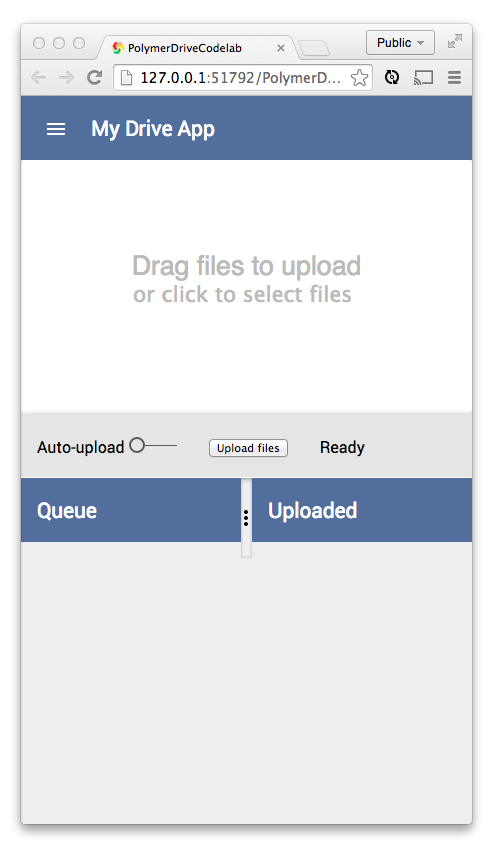 PolymerDriveCodelab
Public
127.0.0.1:51792/PolymerD...
My Drive App
Drag files to upload
or click to select files
Auto-upload Upload files Ready
Queue Uploaded